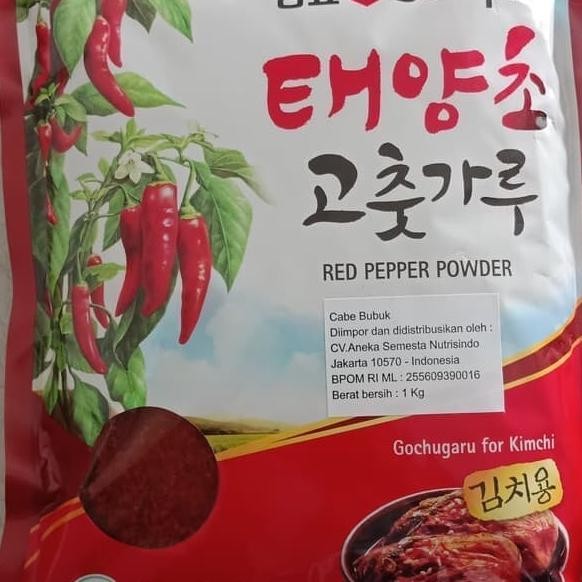 태양초
고춧가루
RED PEPPER POWDER
Cabe Bubuk
Diimpor dan didistribusikan oleh :
CV.Aneka Semesta Nutrisindo
Jakarta 10570 - Indonesia
BPOM RI ML : 255609390016
Berat bersih : 1 Kg
Gochugaru for Kimchi
김치용